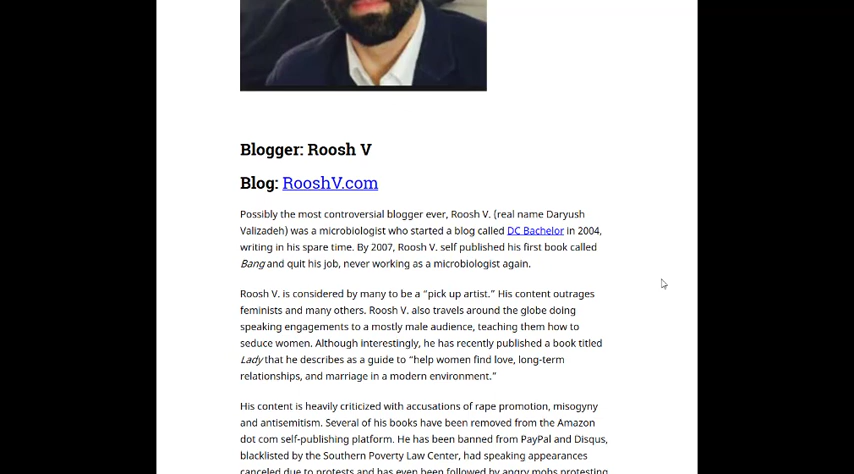 Blogger: Roosh V
Blog: RooshV.com
Possibly the most controversial blogger ever, Roosh V. (real name Daryush
Valizadeh) was a microbiologist who started a blog called DC Bachelor in 2004,
writing in his spare time. By 2007, Roosh V. self published his first book called
Bang and quit his job, never working as a microbiologist again.
Roosh V. is considered by many to be a “pick up artist.” His content outrages
feminists and many others. Roosh V. also travels around the globe doing
speaking engagements to a mostly male audience, teaching them how to
seduce women. Although interestingly, he has recently published a book titled
Lady that he describes as a guide to “help women find love, long-term
relationships, and marriage in a modern environment.”
His content is heavily criticized with accusations of rape promotion, misogyny
and antisemitism. Several of his books have been removed from the Amazon
dot com self-publishing platform. He has been banned from PayPal and Disqus,
blacklisted by the Southern Poverty Law Center, had speaking appearances
canceled due to protests and has even been followed by angry mobs protesting